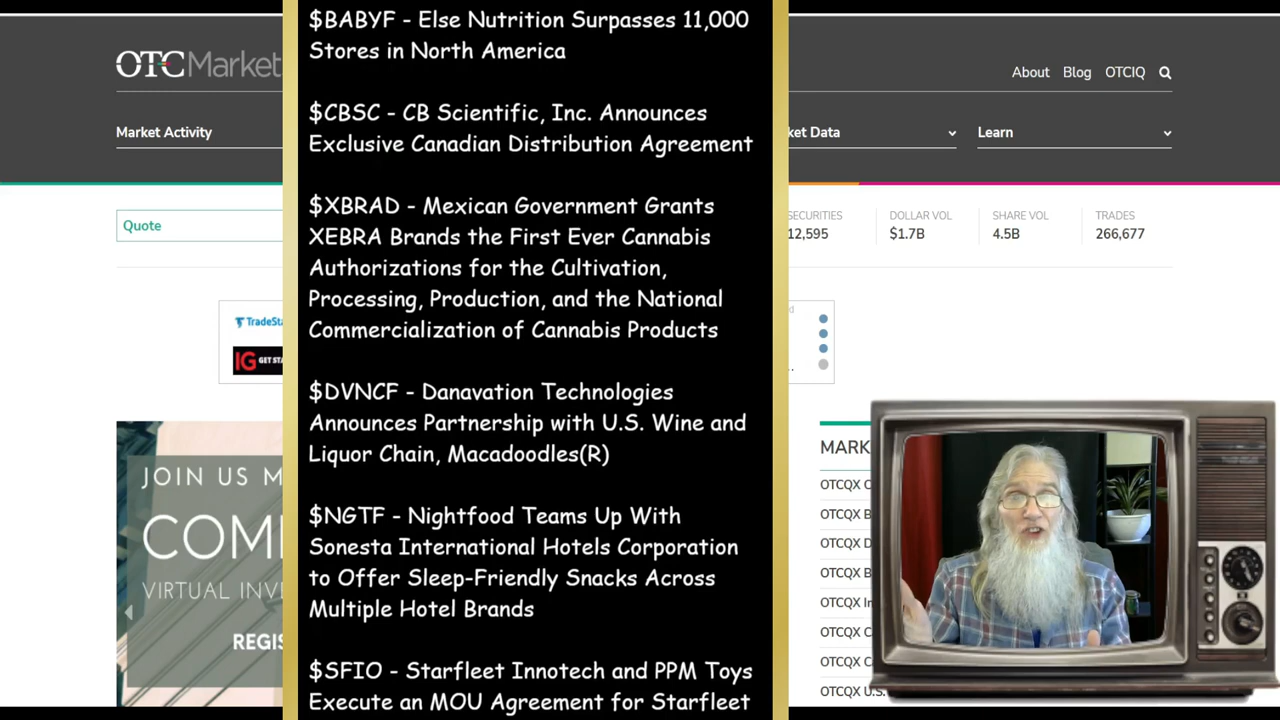 $BABYF - Else Nutrition Surpasses 11,000
Stores in North America
$CBSC - CB Scientific, Inc. Announces
Exclusive Canadian Distribution Agreement
$XBRAD - Mexican Government Grants
XEBRA Brands the First Ever Cannabis
Authorizations for the Cultivation,
Processing, Production, and the National
Commercialization of Cannabis Products
$DVNCF - Danavation Technologies
Announces Partnership with U.S. Wine and
Liquor Chain, Macadoodles(R)
$NGTF - Nightfood Teams Up With
Sonesta International Hotels Corporation
to Offer Sleep-Friendly Snacks Across
Multiple Hotel Brands
$SFIO - Starfleet Innotech and PPM Toys
Execute an MOU Agreement for Starfleet
OTC Market
About Blog OTCIQ
Market Activity
ket Data
Learn
Quote
SECURITIES
12,595
DOLLAR VOL
$1.7B
SHARE VOL
4.5B
TRADES
266,677
TradeSta
IG GET STA
JOIN US M
COM
VIRTUAL INV
REGIS
MARK
OTCQX
OTCQX B
OTCQX D
OTCQX B
OTCQX In
OTCQX C
OTCQX C
OTCQX U.S.